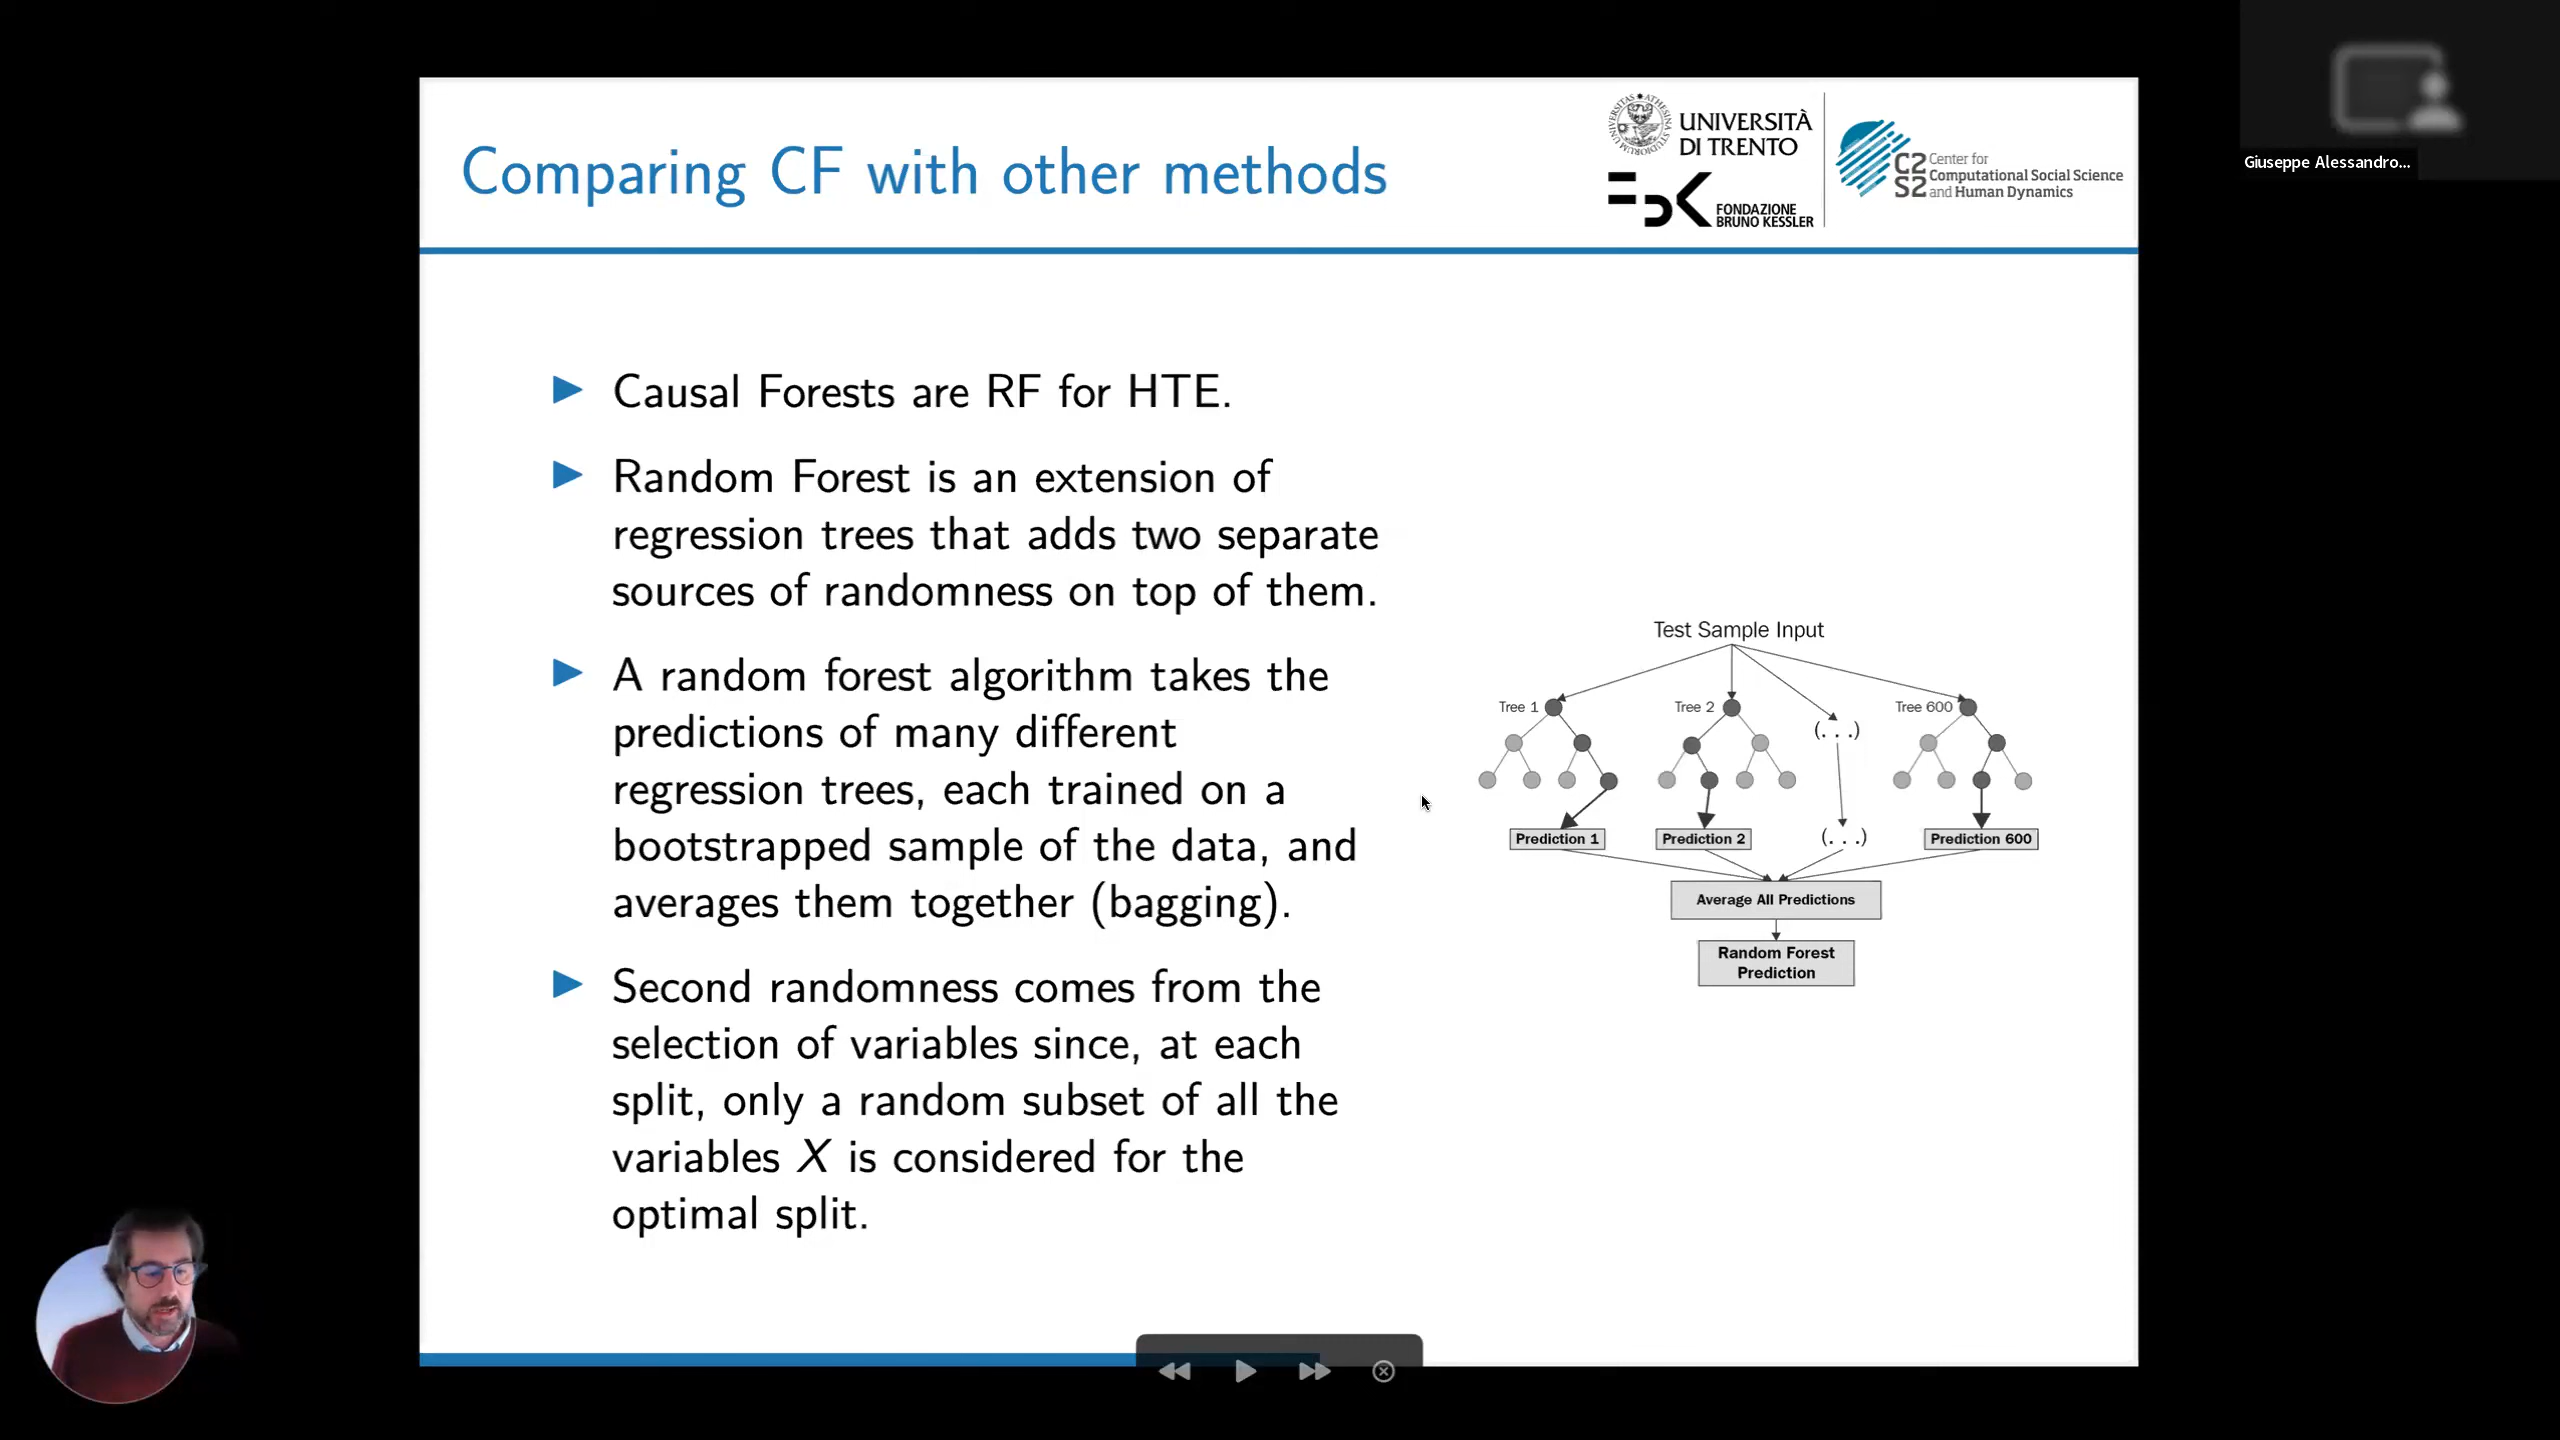 Comparing CF with other methods
UNIVERSITÀ
DI TRENTO
FONDAZIONE
BRUNO KESSLER
C2
S2
Center for
Computational Social Science
and Human Dynamics
Giuseppe Alessandro...
Causal Forests are RF for HTE.
Random Forest is an extension of
regression trees that adds two separate
sources of randomness on top of them.
A random forest algorithm takes the
predictions of many different
regression trees, each trained on a
bootstrapped sample of the data, and
averages them together (bagging).
Second randomness comes from the
selection of variables since, at each
split, only a random subset of all the
variables X is considered for the
optimal split.
Test Sample Input
Tree 1
Tree 2
(. . .)
Tree 600
Prediction 1
Prediction 2
(. . .)
Prediction 600
Average All Predictions
Random Forest
Prediction